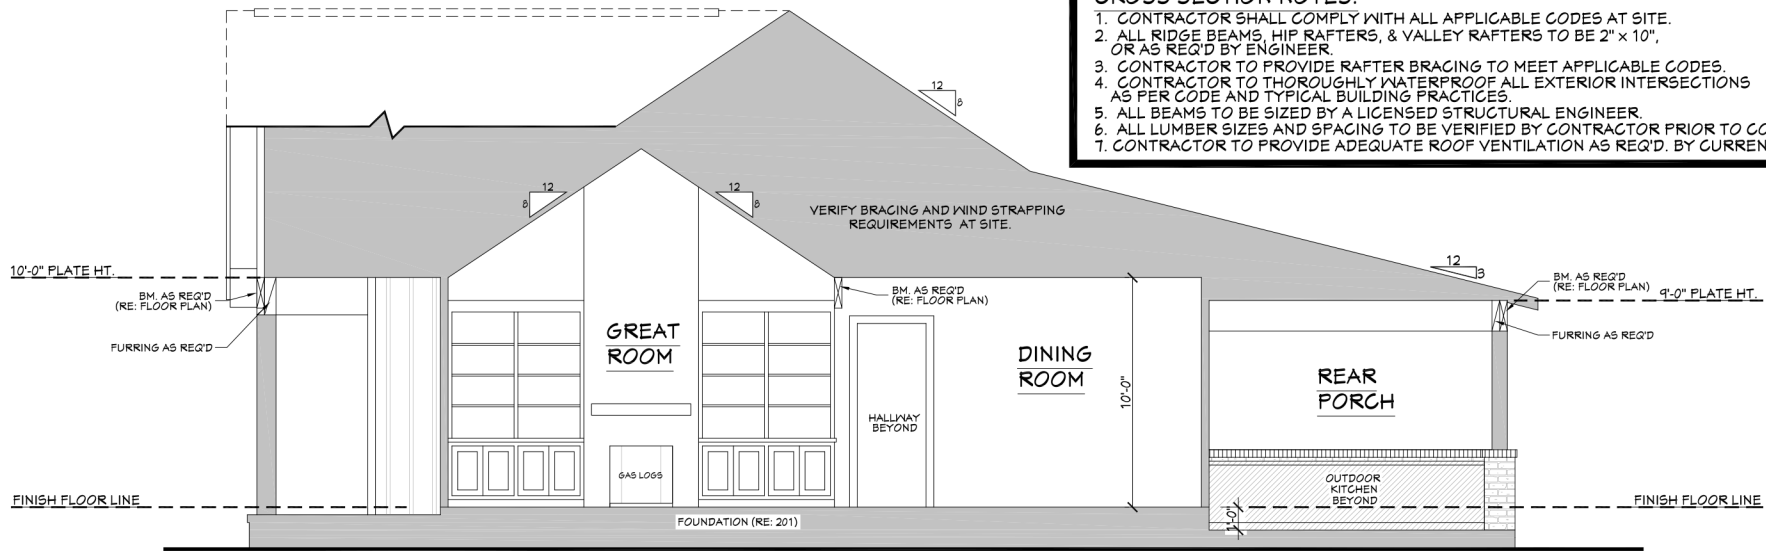 CROSS SECTION NOTES:
1. CONTRACTOR SHALL COMPLY WITH ALL APPLICABLE CODES AT SITE.
2. ALL RIDGE BEAMS, HIP RAFTERS, & VALLEY RAFTERS TO BE 2" x 10",
OR AS REQ'D BY ENGINEER.
3. CONTRACTOR TO PROVIDE RAFTER BRACING TO MEET APPLICABLE CODES.
4. CONTRACTOR TO THOROUGHLY WATERPROOF ALL EXTERIOR INTERSECTIONS
AS PER CODE AND TYPICAL BUILDING PRACTICES.
5. ALL BEAMS TO BE SIZED BY A LICENSED STRUCTURAL ENGINEER.
6. ALL LUMBER SIZES AND SPACING TO BE VERIFIED BY CONTRACTOR PRIOR TO CO
7. CONTRACTOR TO PROVIDE ADEQUATE ROOF VENTILATION AS REQ'D. BY CURREN
12
8
12
8
12
8
VERIFY BRACING AND WIND STRAPPING
REQUIREMENTS AT SITE.
12
3
10'-0" PLATE HT.
BM. AS REQ'D
(RE: FLOOR PLAN)
FURRING AS REQ'D
BM. AS REQ'D
(RE: FLOOR PLAN)
BM. AS REQ'D
(RE: FLOOR PLAN)
9'-0" PLATE HT.
FURRING AS REQ'D
GREAT
ROOM
DINING
ROOM
10'-0"
REAR
PORCH
HALLWAY
BEYOND
GAS LOGS
OUTDOOR
KITCHEN
BEYOND
FINISH FLOOR LINE
FINISH FLOOR LINE
1'-0"
FOUNDATION (RE: 201)